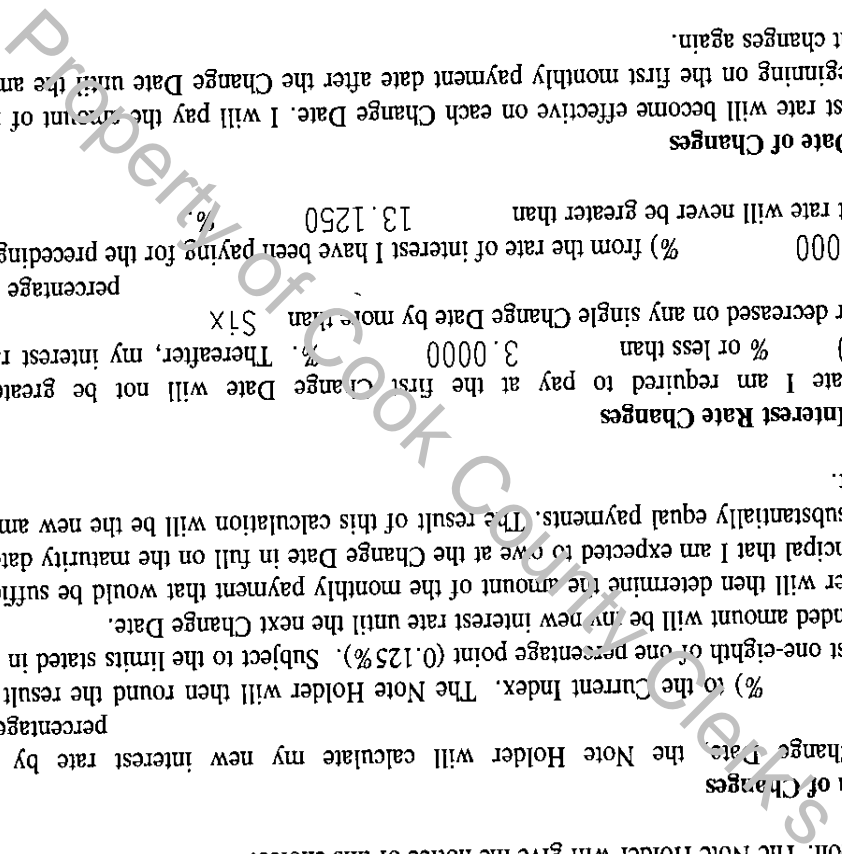 on. The Note Holder will give me notice of this choice.
n of Changes
Change Date, the Note Holder will calculate my new interest rate by
percentage
%) to the Current Index. The Note Holder will then round the result
st one-eighth of one percentage point (0.125%). Subject to the limits stated in
nded amount will be my new interest rate until the next Change Date.
er will then determine the amount of the monthly payment that would be suffi
ncipal that I am expected to owe at the Change Date in full on the maturity dat
substantially equal payments. The result of this calculation will be the new am
t.
Interest Rate Changes
ate I am required to pay at the first Change Date will not be greate
) % or less than 3.0000 %. Thereafter, my interest r
r decreased on any single Change Date by more than Six
percentage
000 %) from the rate of interest I have been paying for the preceding
t rate will never be greater than 13.1250 %.
Date of Changes
st rate will become effective on each Change Date. I will pay the amount of
eginning on the first monthly payment date after the Change Date until the am
t changes again.
Property of Cook County Clerk's